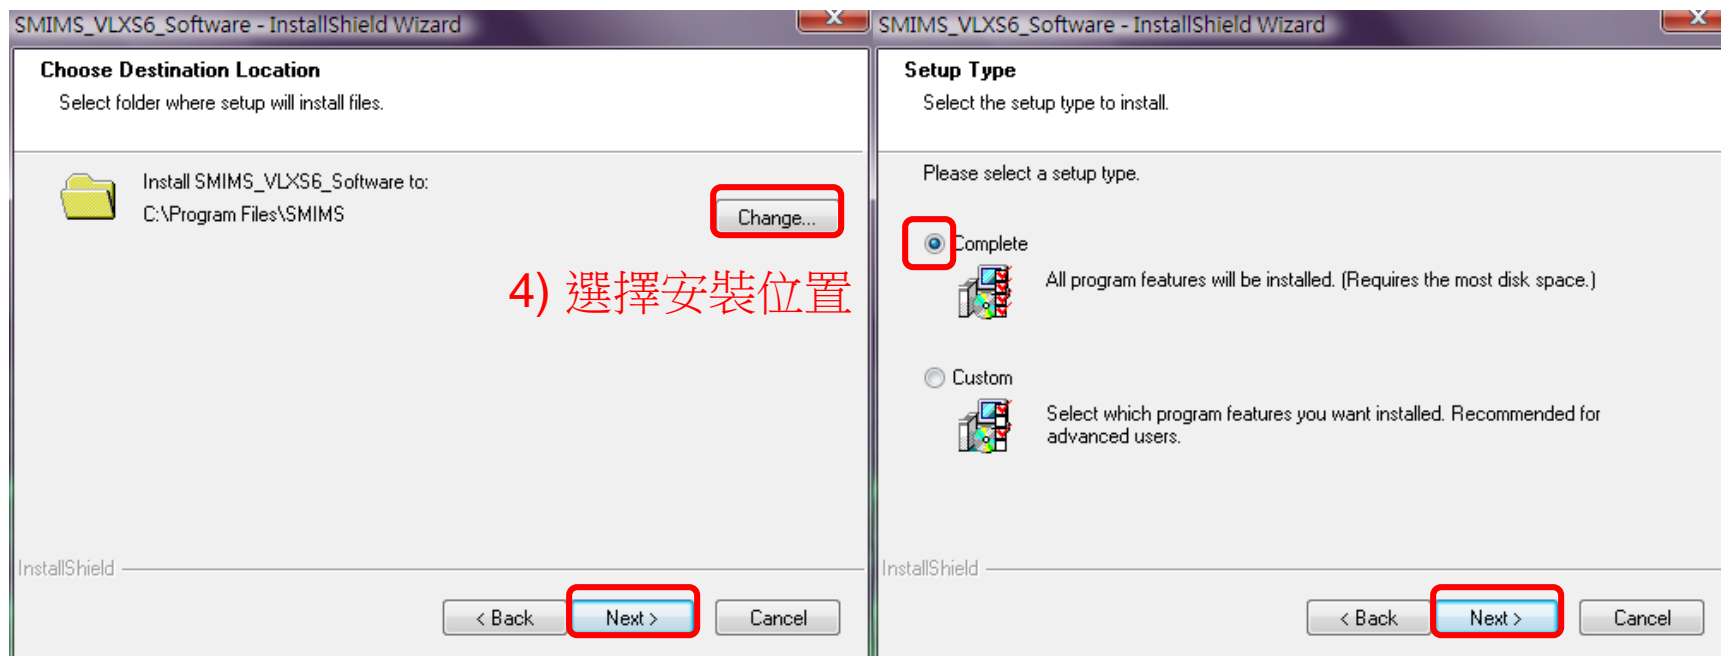 SMIMS_VLXS6_Software - InstallShield Wizard
Choose Destination Location
Select folder where setup will install files.
Install SMIMS_VLXS6_Software to:
C:\Program Files\SMIMS
Change...
4) 選擇安裝位置
InstallShield
< Back
Next >
Cancel
SMIMS_VLXS6_Software - InstallShield Wizard
Setup Type
Select the setup type to install.
Please select a setup type.
Complete
All program features will be installed. (Requires the most disk space.)
Custom
Select which program features you want installed. Recommended for
advanced users.
InstallShield
< Back
Next >
Cancel